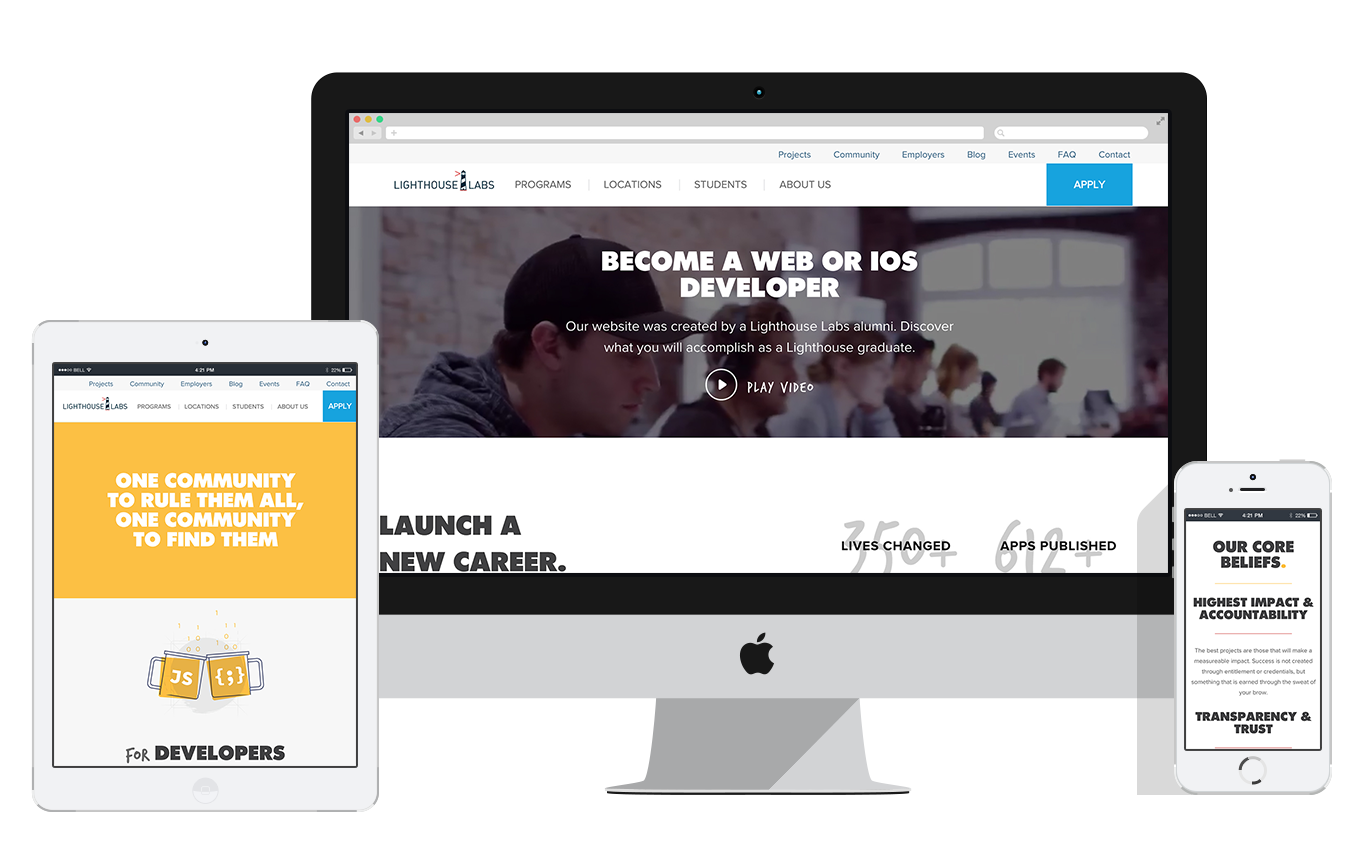 Projects Community Employers Blog Events FAQ Contact
LIGHTHOUSE LABS PROGRAMS LOCATIONS STUDENTS ABOUT US APPLY
BECOME A WEB OR IOS
DEVELOPER
Our website was created by a Lighthouse Labs alumni. Discover
what you will accomplish as a Lighthouse graduate.
PLAY VIDEO
LAUNCH A
NEW CAREER.
350+
LIVES CHANGED
612+
APPS PUBLISHED
BELL 4:21 PM 22%
Projects Community Employers Blog Events FAQ Contact
LIGHTHOUSE LABS PROGRAMS LOCATIONS STUDENTS ABOUT US APPLY
ONE COMMUNITY
TO RULE THEM ALL,
ONE COMMUNITY
TO FIND THEM
JS {;}
FOR DEVELOPERS
BELL 4:21 PM 22%
OUR CORE
BELIEFS.
HIGHEST IMPACT &
ACCOUNTABILITY
The best projects are those that will make a
measureable impact. Success is not created
through entitlement or credentials, but
something that is earned through the sweat of
your brow.
TRANSPARENCY &
TRUST